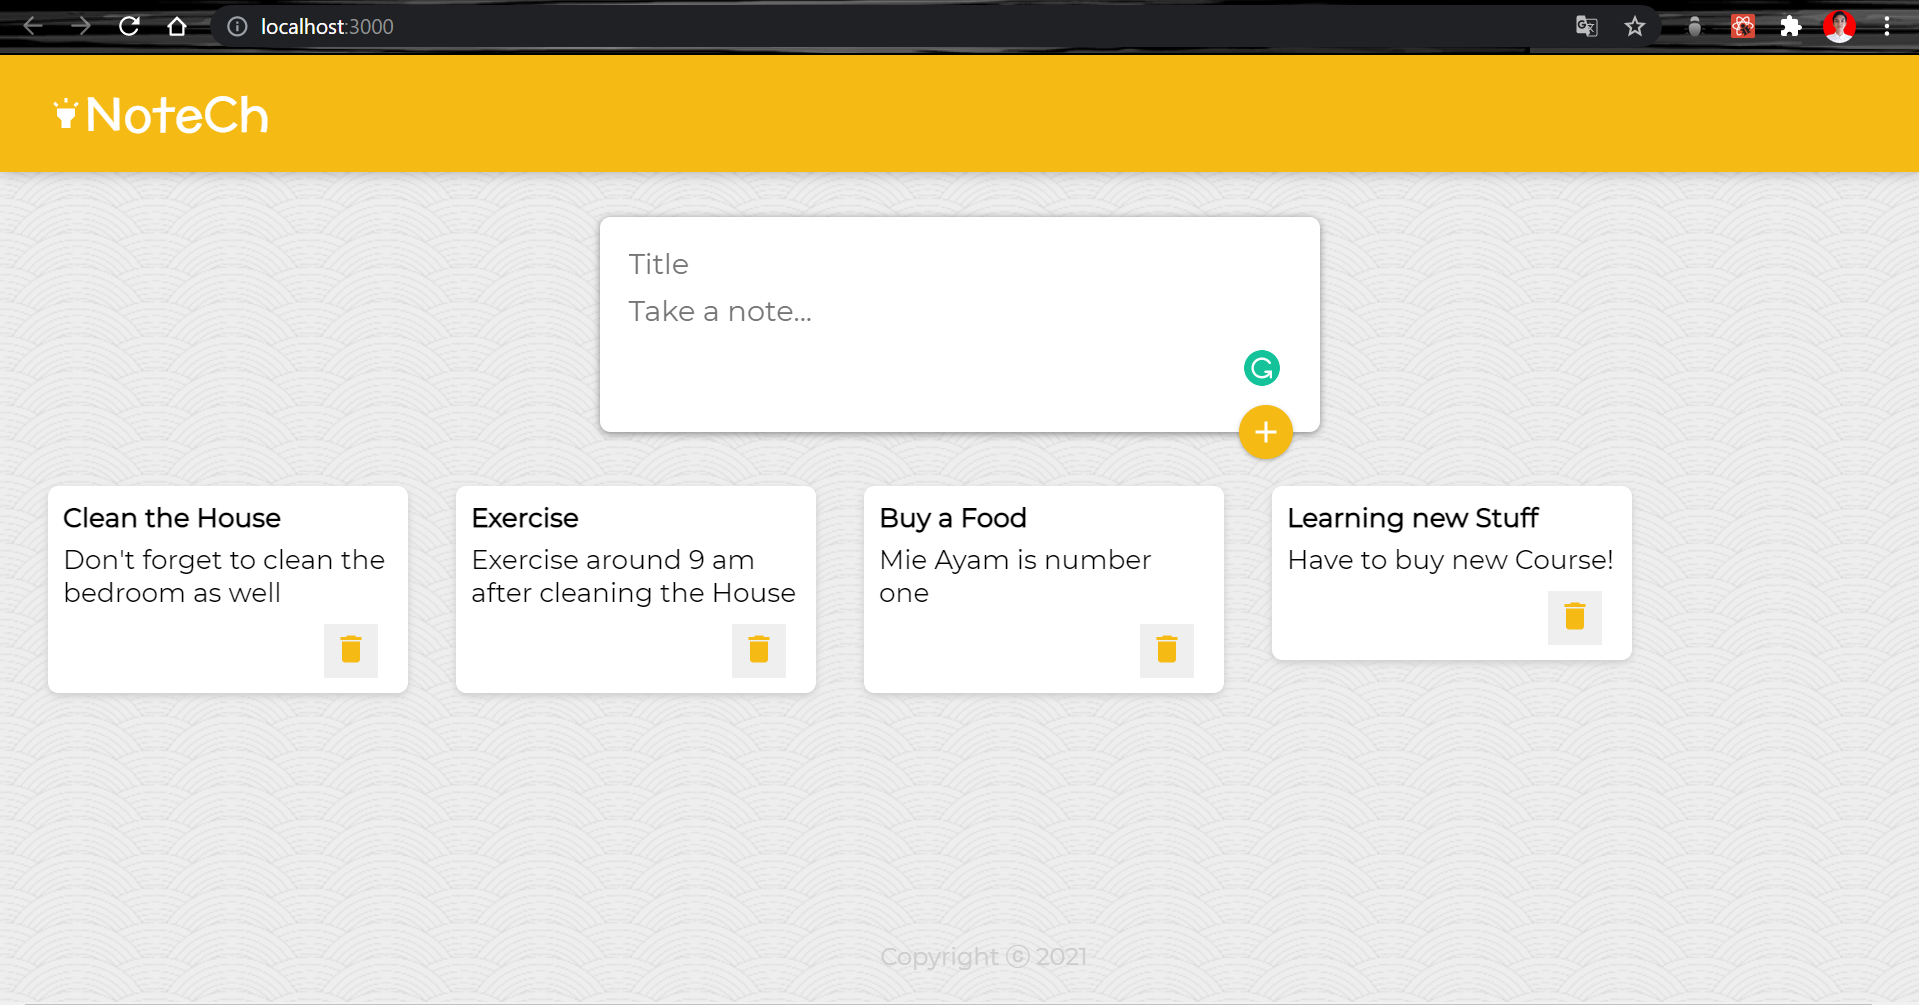 localhost:3000
NoteCh
Title
Take a note...
Clean the House
Don't forget to clean the
bedroom as well
Exercise
Exercise around 9 am
after cleaning the House
Buy a Food
Mie Ayam is number
one
Learning new Stuff
Have to buy new Course!
Copyright ⓒ 2021